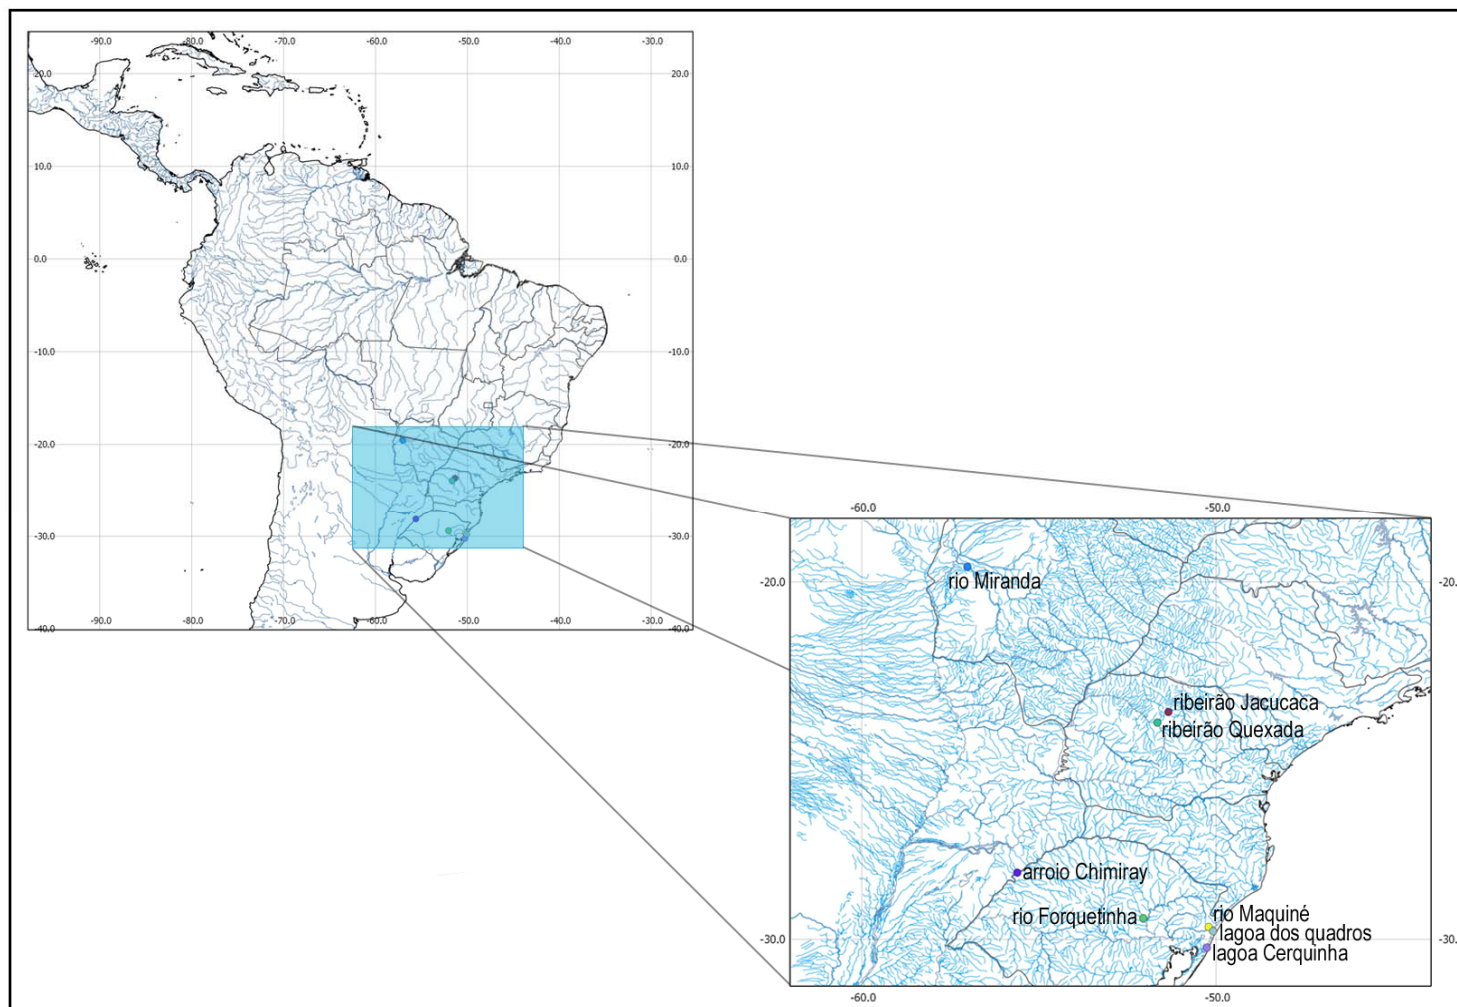 -90.0 -80.0 -70.0 -60.0 -50.0 -40.0 -30.0
20.0 20.0
10.0 10.0
0.0 0.0
-10.0 -10.0
-20.0 -20.0
-30.0 -30.0
-40.0 -90.0 -80.0 -70.0 -60.0 -50.0 -40.0 -30.0 -40.0
-60.0 -50.0
-20.0 -20.
rio Miranda
ribeirão Jacucaca
ribeirão Quexada
arroio Chimiray
rio Forquetinha
rio Maquiné
lagoa dos quadros
-30.0 -30.
lagoa Cerquinha
-60.0 -50.0